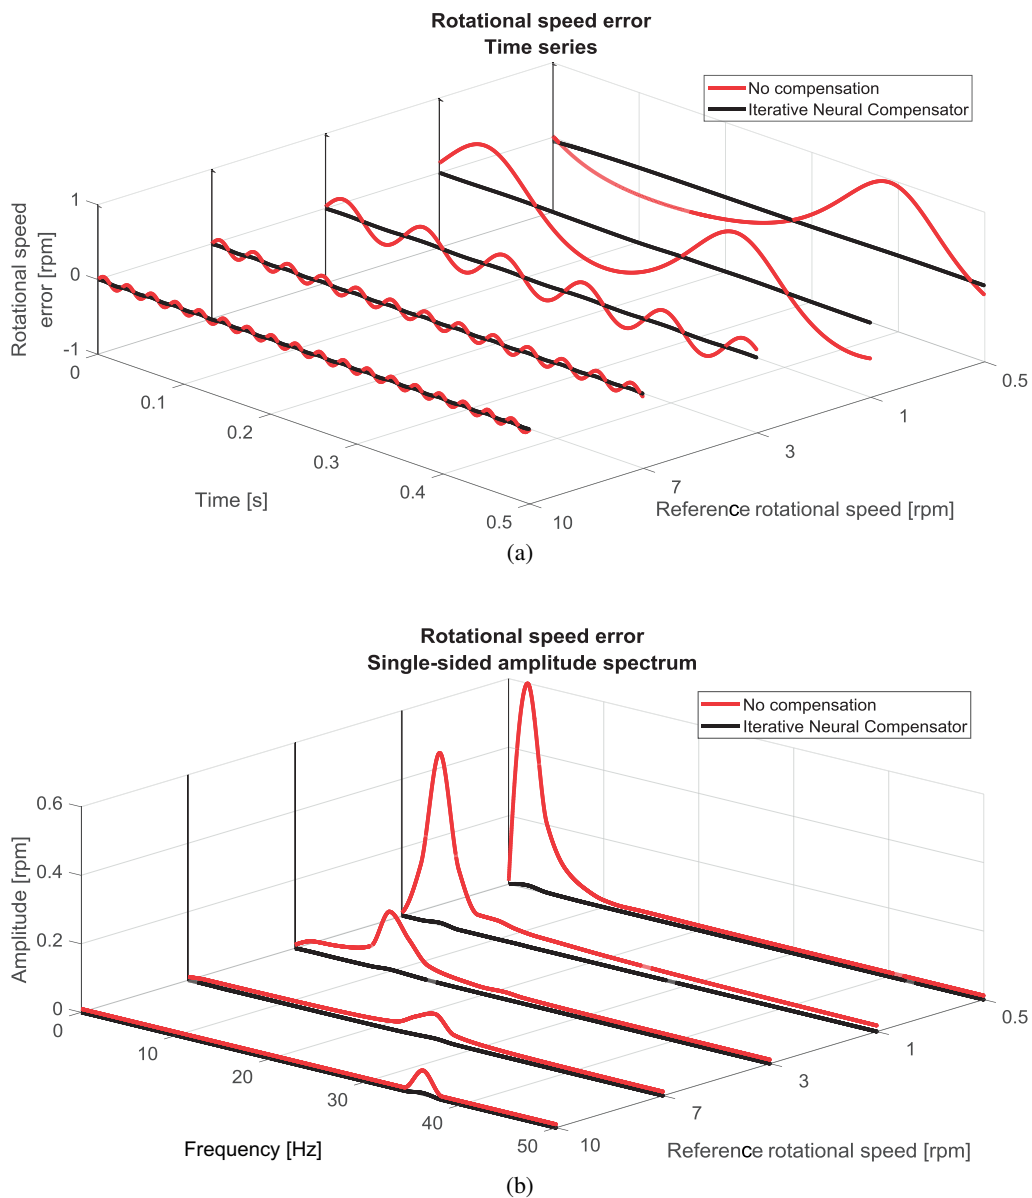 Rotational speed error
Time series
No compensation
Iterative Neural Compensator
Rotational speed
error [rpm]
1
0
-1
0
0.1
0.2
0.3
0.4
0.5
Time [s]
10
7
3
1
0.5
Reference rotational speed [rpm]
(a)
Rotational speed error
Single-sided amplitude spectrum
No compensation
Iterative Neural Compensator
Amplitude [rpm]
0.6
0.4
0.2
0
0
10
20
30
40
50
Frequency [Hz]
10
7
3
1
0.5
Reference rotational speed [rpm]
(b)